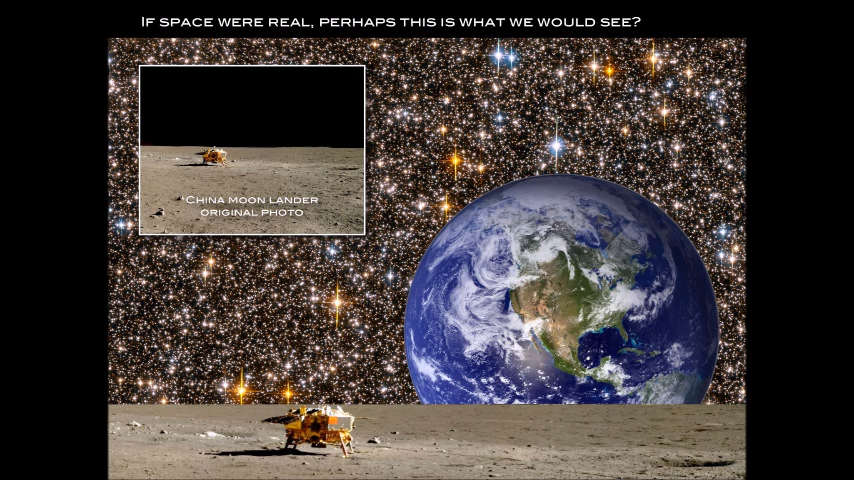 If space were real, perhaps this is what we would see?
*China moon lander
original photo